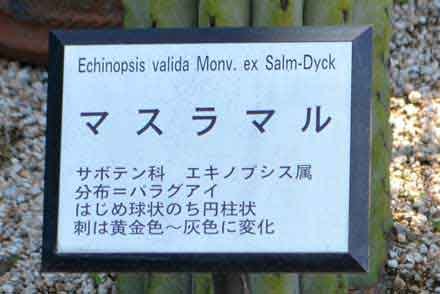 Echinopsis valida Monv. ex Salm-Dyck
マスラマル
サボテン科　エキノプシス属
分布＝パラグアイ
はじめ球状のち円柱状
刺は黄金色～灰色に変化